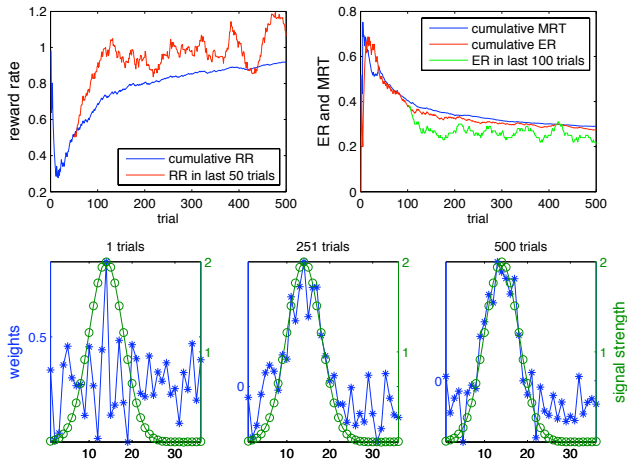 1.2
1
0.8
0.6
0.4
0.2
reward rate
0 100 200 300 400 500
trial
cumulative RR
RR in last 50 trials
0.8
0.6
0.4
0.2
0
ER and MRT
0 100 200 300 400 500
trial
cumulative MRT
cumulative ER
ER in last 100 trials
1 trials
weights
0.5
2
1
10 20 30
251 trials
0
2
1
10 20 30
500 trials
0
2
1
signal strength
10 20 30